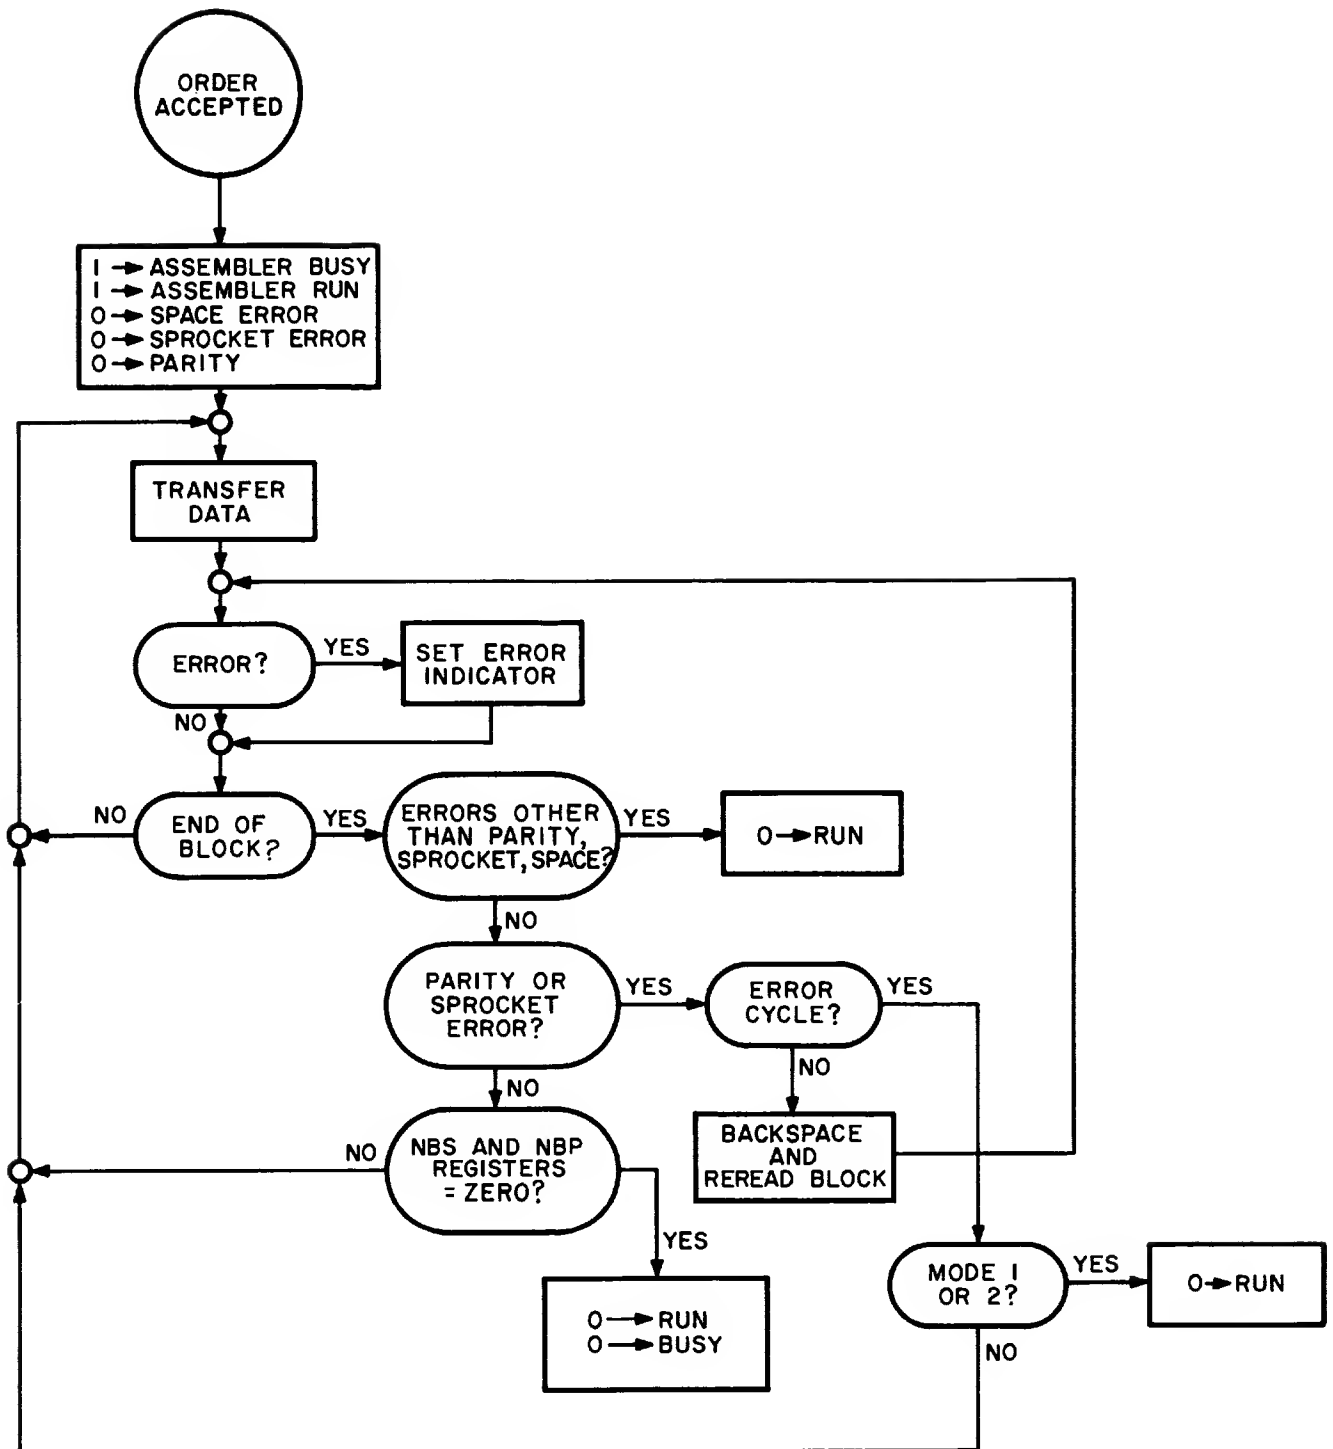 ORDER
ACCEPTED
1 → ASSEMBLER BUSY
1 → ASSEMBLER RUN
0 → SPACE ERROR
0 → SPROCKET ERROR
0 → PARITY
TRANSFER
DATA
ERROR?
YES
SET ERROR
INDICATOR
NO
END OF
BLOCK?
NO
YES
ERRORS OTHER
THAN PARITY,
SPROCKET, SPACE?
YES
0 → RUN
NO
PARITY OR
SPROCKET
ERROR?
YES
ERROR
CYCLE?
YES
NO
NO
BACKSPACE
AND
REREAD BLOCK
NBS AND NBP
REGISTERS
= ZERO?
NO
YES
0 → RUN
0 → BUSY
MODE 1
OR 2?
YES
0 → RUN
NO